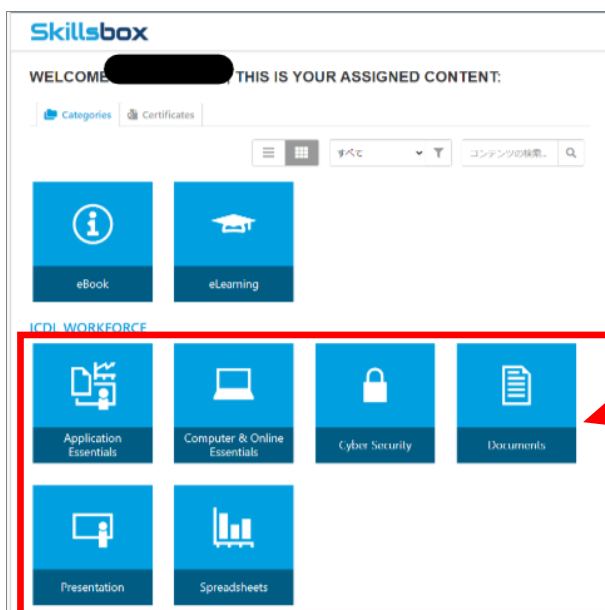 Skillsbox
WELCOME , THIS IS YOUR ASSIGNED CONTENT:
Categories Certificates
すべて コンテンツの検索...
eBook eLearning
ICDL WORKFORCE
Application Essentials
Computer & Online Essentials
Cyber Security
Documents
Presentation
Spreadsheets